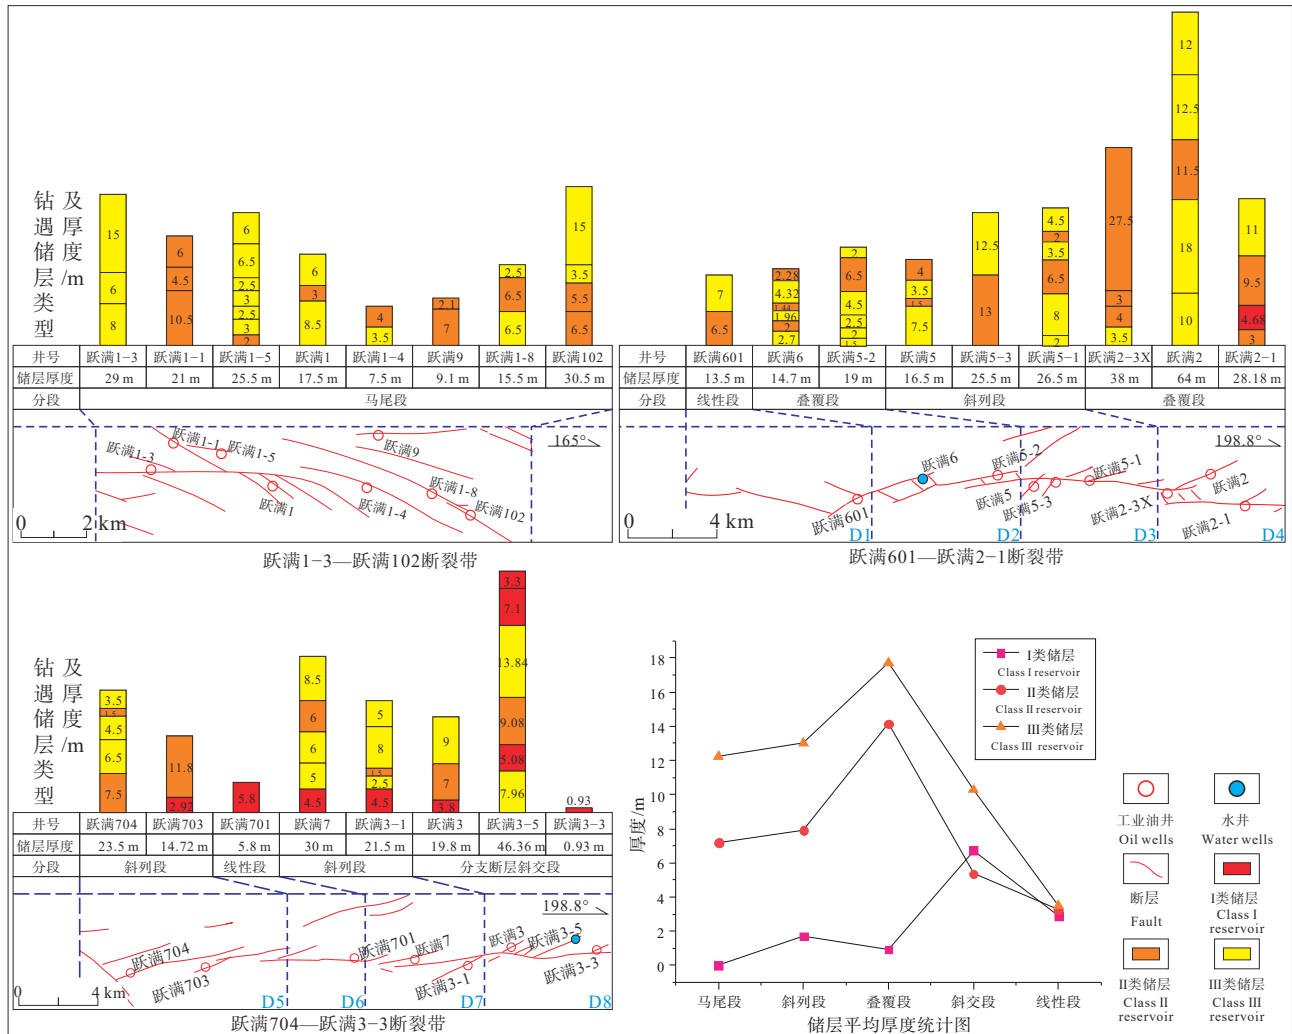 钻遇储层类型及厚度/m
15
6
8
6
4.5
10.5
6
6.5
2.5
3
2.5
3
2
6
3
8.5
4
3.5
2.1
7
2.5
6.5
6.5
15
3.5
5.5
6.5
井号 跃满1-3 跃满1-1 跃满1-5 跃满1 跃满1-4 跃满9 跃满1-8 跃满102
储层厚度 29 m 21 m 25.5 m 17.5 m 7.5 m 9.1 m 15.5 m 30.5 m
分段 马尾段
跃满1-3
跃满1-1
跃满1-5
跃满1
跃满9
跃满1-4
跃满1-8
跃满102
165°
0 2 km
跃满1-3—跃满102断裂带
7
6.5
2.28
4.32
1.44
1.96
2
2.7
2
6.5
4.5
2.5
2
1.5
4
3.5
1.5
7.5
12.5
13
4.5
2
3.5
6.5
8
2
27.5
3
4
3.5
12
12.5
11.5
18
10
11
9.5
4.68
3
井号 跃满601 跃满6 跃满5-2 跃满5 跃满5-3 跃满5-1 跃满2-3X 跃满2 跃满2-1
储层厚度 13.5 m 14.7 m 19 m 16.5 m 25.5 m 26.5 m 38 m 64 m 28.18 m
分段 线性段 叠覆段 斜列段 叠覆段
跃满601
跃满6
跃满5-2
跃满5
跃满5-3
跃满5-1
跃满2-3X
跃满2
跃满2-1
198.8°
0 4 km
D1 D2 D3 D4
跃满601—跃满2-1断裂带
钻遇储层类型及厚度/m
3.5
1.5
4.5
6.5
7.5
11.8
2.92
5.8
8.5
6
6
5
4.5
5
8
1.5
2.5
4.5
9
7
3.8
3.3
7.1
13.84
9.08
5.08
7.96
0.93
井号 跃满704 跃满703 跃满701 跃满7 跃满3-1 跃满3 跃满3-5 跃满3-3
储层厚度 23.5 m 14.72 m 5.8 m 30 m 21.5 m 19.8 m 46.36 m 0.93 m
分段 斜列段 线性段 斜列段 分支断层斜交段
跃满704
跃满703
跃满701
跃满7
跃满3-1
跃满3
跃满3-5
跃满3-3
198.8°
0 4 km
D5 D6 D7 D8
跃满704—跃满3-3断裂带
厚度/m
18
16
14
12
10
8
6
4
2
0
I类储层
Class I reservoir
II类储层
Class II reservoir
III类储层
Class III reservoir
马尾段 斜列段 叠覆段 斜交段 线性段
储层平均厚度统计图
工业油井
Oil wells
水井
Water wells
断层
Fault
I类储层
Class I
reservoir
II类储层
Class II
reservoir
III类储层
Class III
reservoir